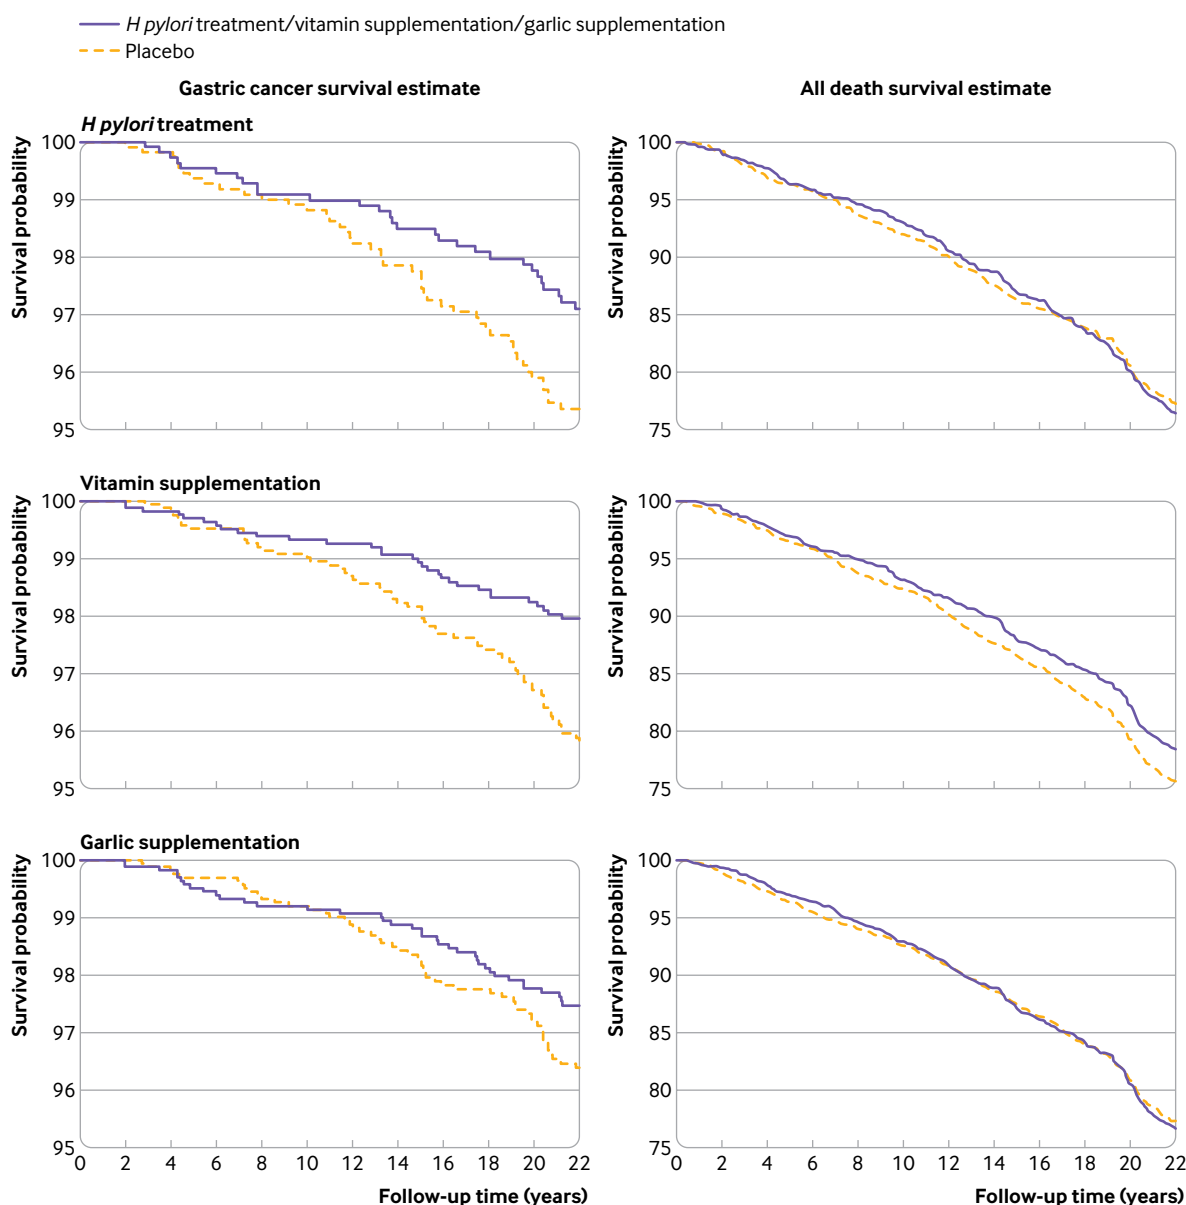 H pylori treatment/vitamin supplementation/garlic supplementation
Placebo
Gastric cancer survival estimate
All death survival estimate
H pylori treatment
Survival probability
100
99
98
97
96
95
Survival probability
100
95
90
85
80
75
Vitamin supplementation
Survival probability
100
99
98
97
96
95
Survival probability
100
95
90
85
80
75
Garlic supplementation
Survival probability
100
99
98
97
96
95
0 2 4 6 8 10 12 14 16 18 20 22
Follow-up time (years)
Survival probability
100
95
90
85
80
75
0 2 4 6 8 10 12 14 16 18 20 22
Follow-up time (years)